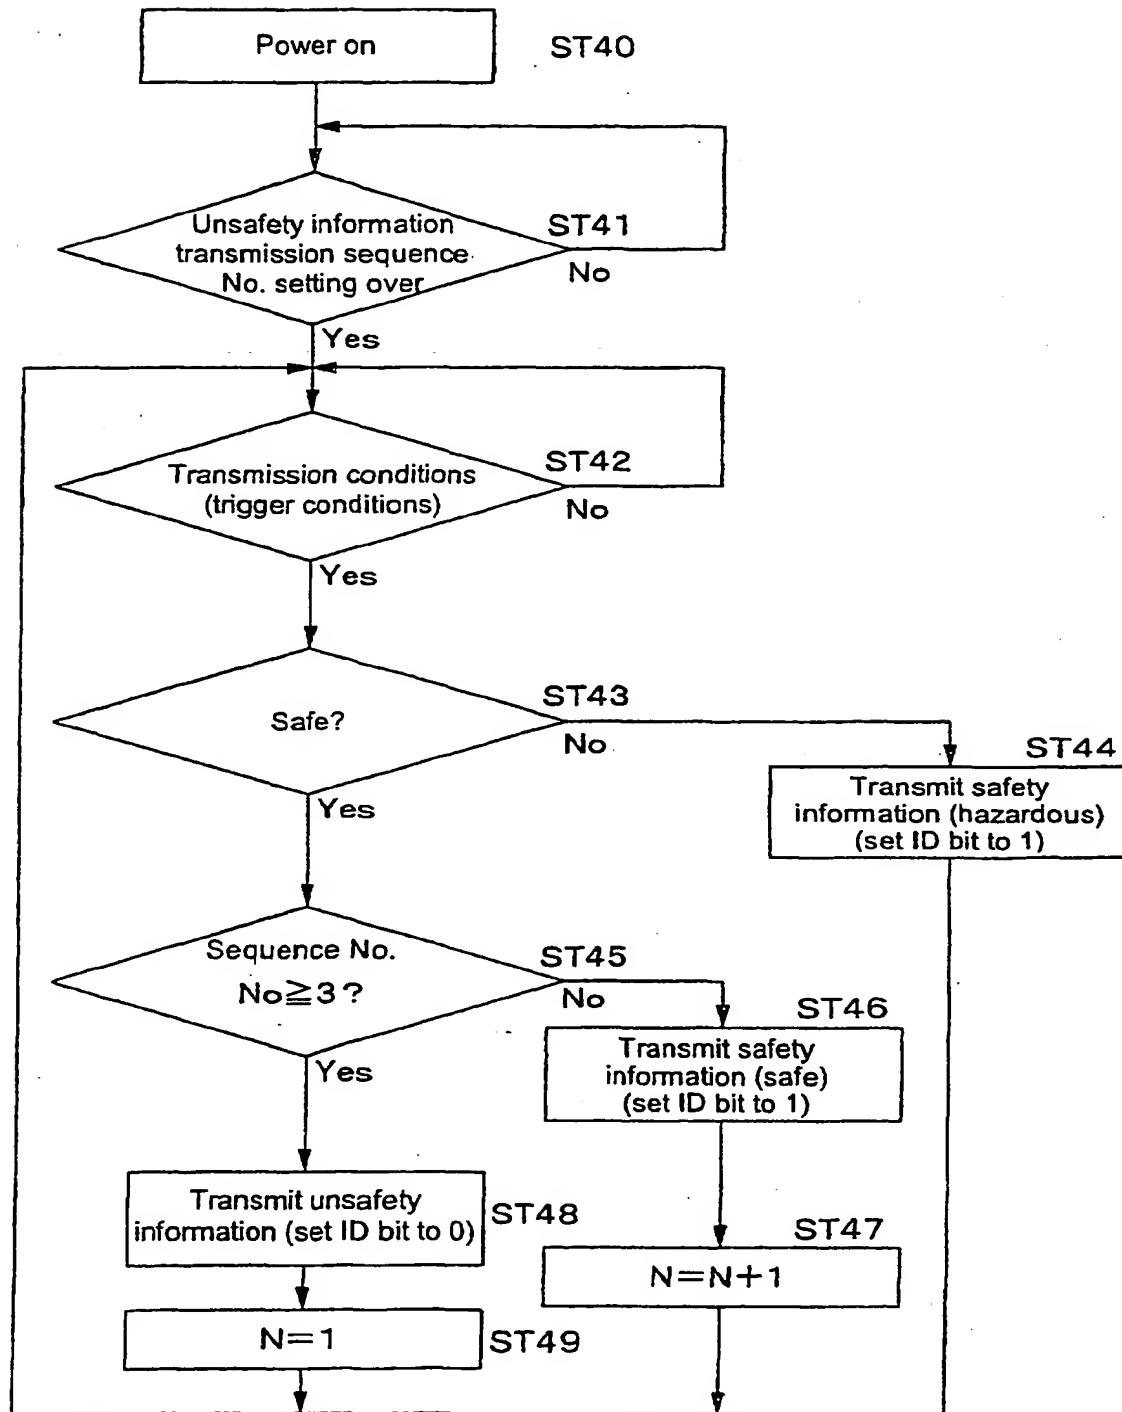 Power on
ST40
Unsafety information
transmission sequence
No. setting over
ST41
No
Yes
Transmission conditions
(trigger conditions)
ST42
No
Yes
Safe?
ST43
No
Yes
ST44
Transmit safety
information (hazardous)
(set ID bit to 1)
Sequence No.
No≧3?
ST45
No
Yes
ST46
Transmit safety
information (safe)
(set ID bit to 1)
Transmit unsafety
information (set ID bit to 0)
ST48
ST47
N=N+1
N=1
ST49